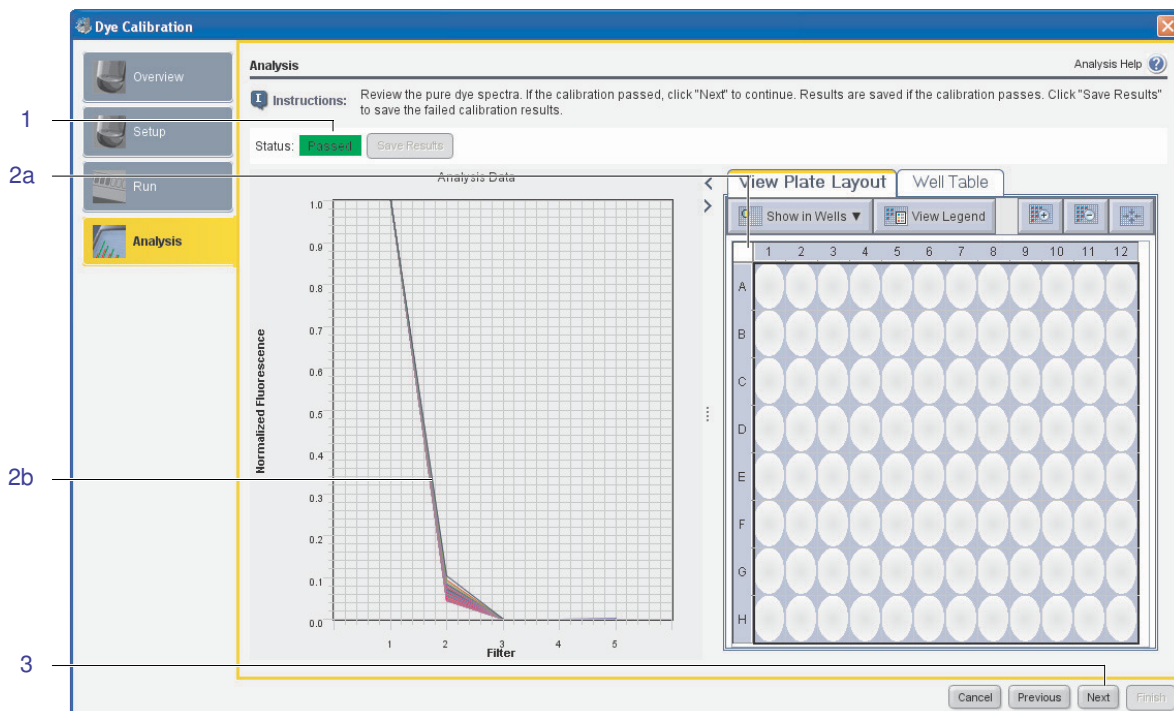 Dye Calibration
Overview
Setup
Run
Analysis
Analysis
Analysis Help ?
Instructions: Review the pure dye spectra. If the calibration passed, click "Next" to continue. Results are saved if the calibration passes. Click "Save Results"
to save the failed calibration results.
1
Status: Passed Save Results
2a
Analysis Data
1.0
0.9
0.8
0.7
0.6
0.5
0.4
0.3
0.2
0.1
0.0
Normalized Fluorescence
1 2 3 4 5
Filter
View Plate Layout Well Table
Show in Wells ▼ View Legend
1 2 3 4 5 6 7 8 9 10 11 12
A
B
C
D
E
F
G
H
2b
3
Cancel Previous Next Finish